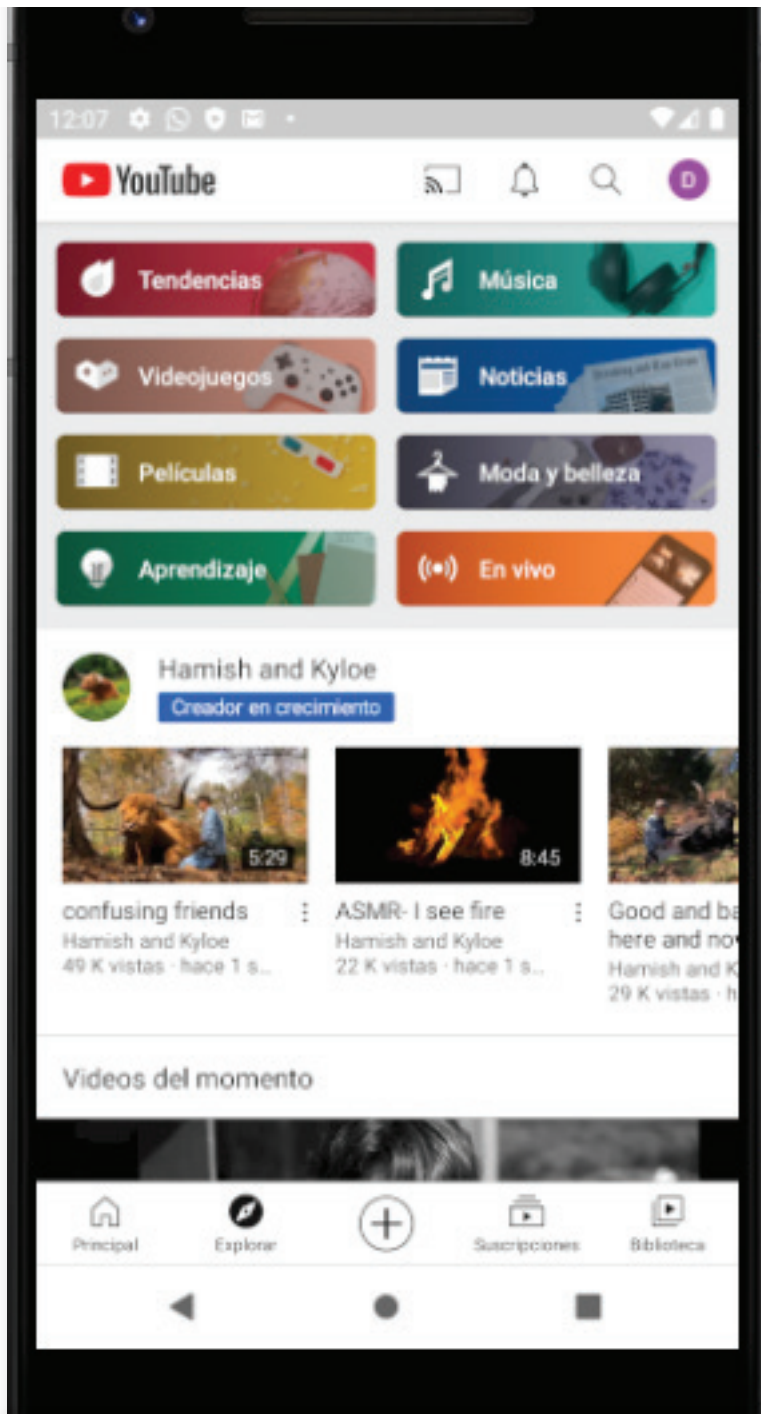 12:07
YouTube
D
Tendencias
Música
Videojuegos
Noticias
Películas
Moda y belleza
Aprendizaje
En vivo
Hamish and Kyloe
Creador en crecimiento
5:29
8:45
confusing friends
Hamish and Kyloe
49 K vistas · hace 1 s...
ASMR- I see fire
Hamish and Kyloe
22 K vistas · hace 1 s...
Good and ba
here and no
Hamish and K
29 K vistas · h
Videos del momento
Principal
Explorar
Suscripciones
Biblioteca